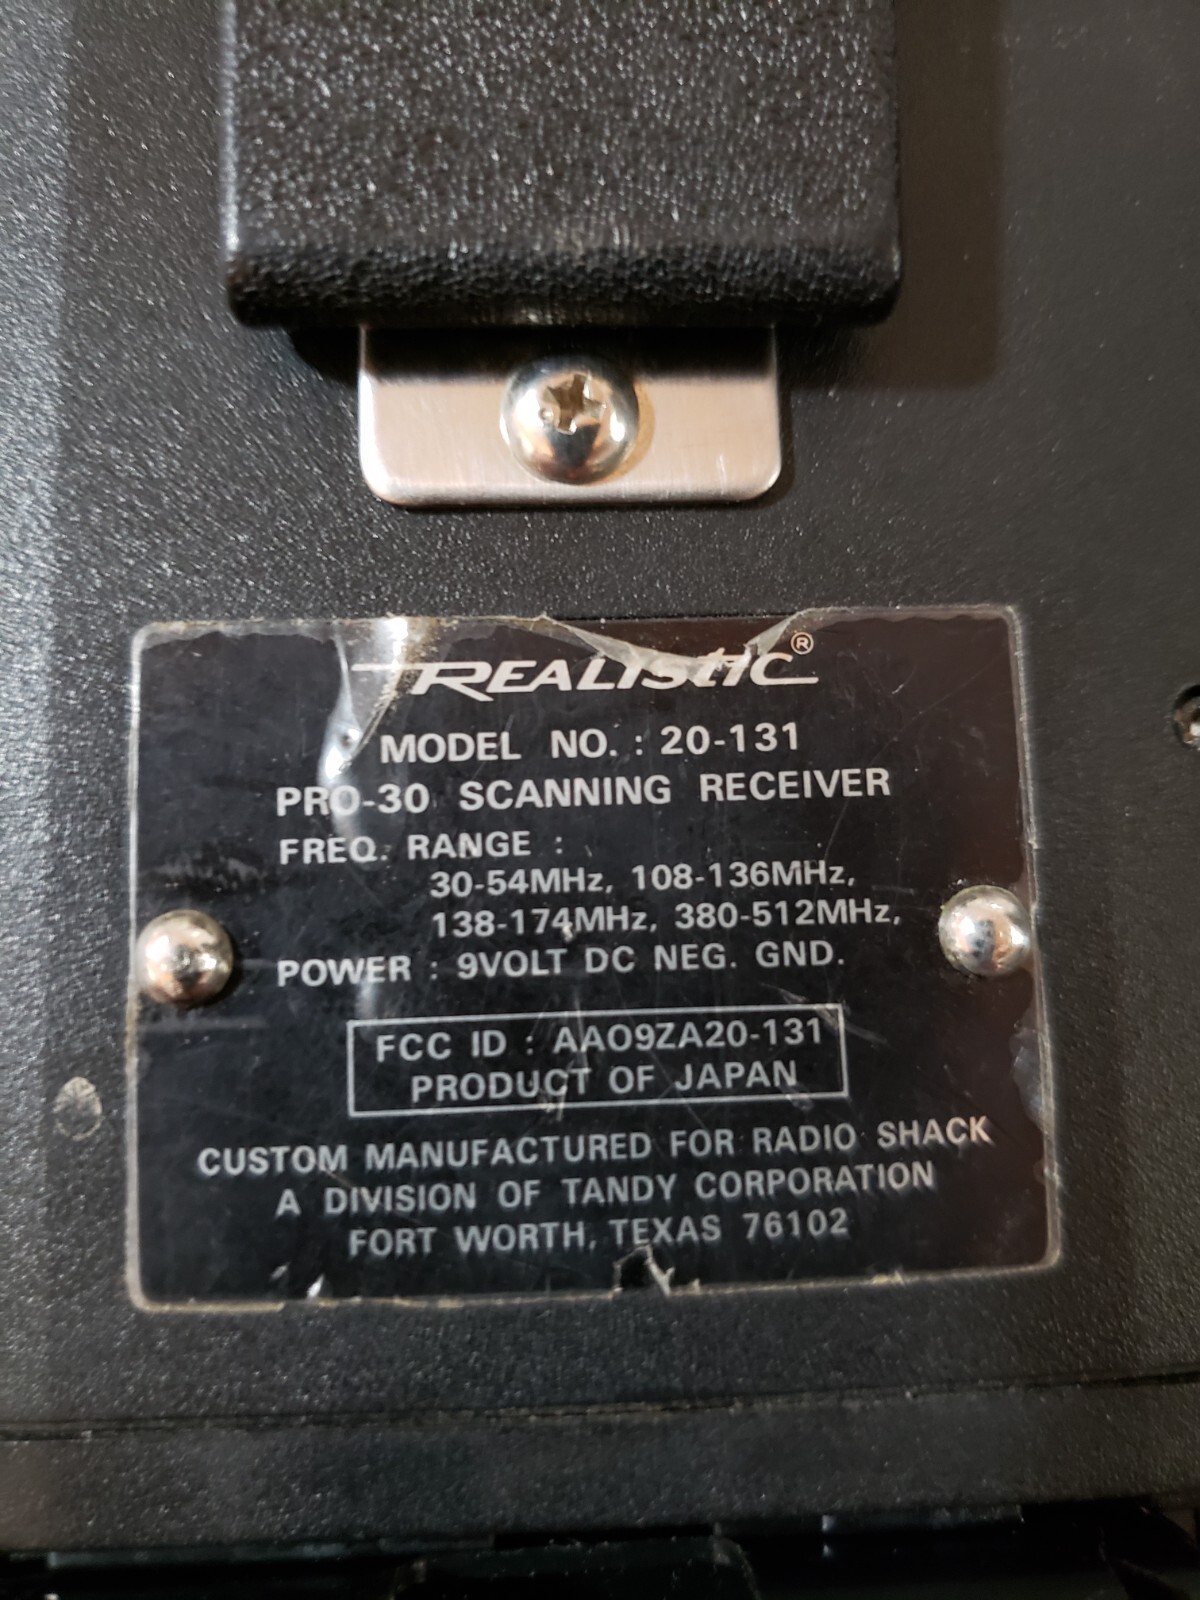 REALISTIC®
MODEL NO. : 20-131
PRO-30 SCANNING RECEIVER
FREQ. RANGE :
30-54MHz, 108-136MHz,
138-174MHz, 380-512MHz,
POWER : 9VOLT DC NEG. GND.
FCC ID : AAO9ZA20-131
PRODUCT OF JAPAN
CUSTOM MANUFACTURED FOR RADIO SHACK
A DIVISION OF TANDY CORPORATION
FORT WORTH, TEXAS 76102